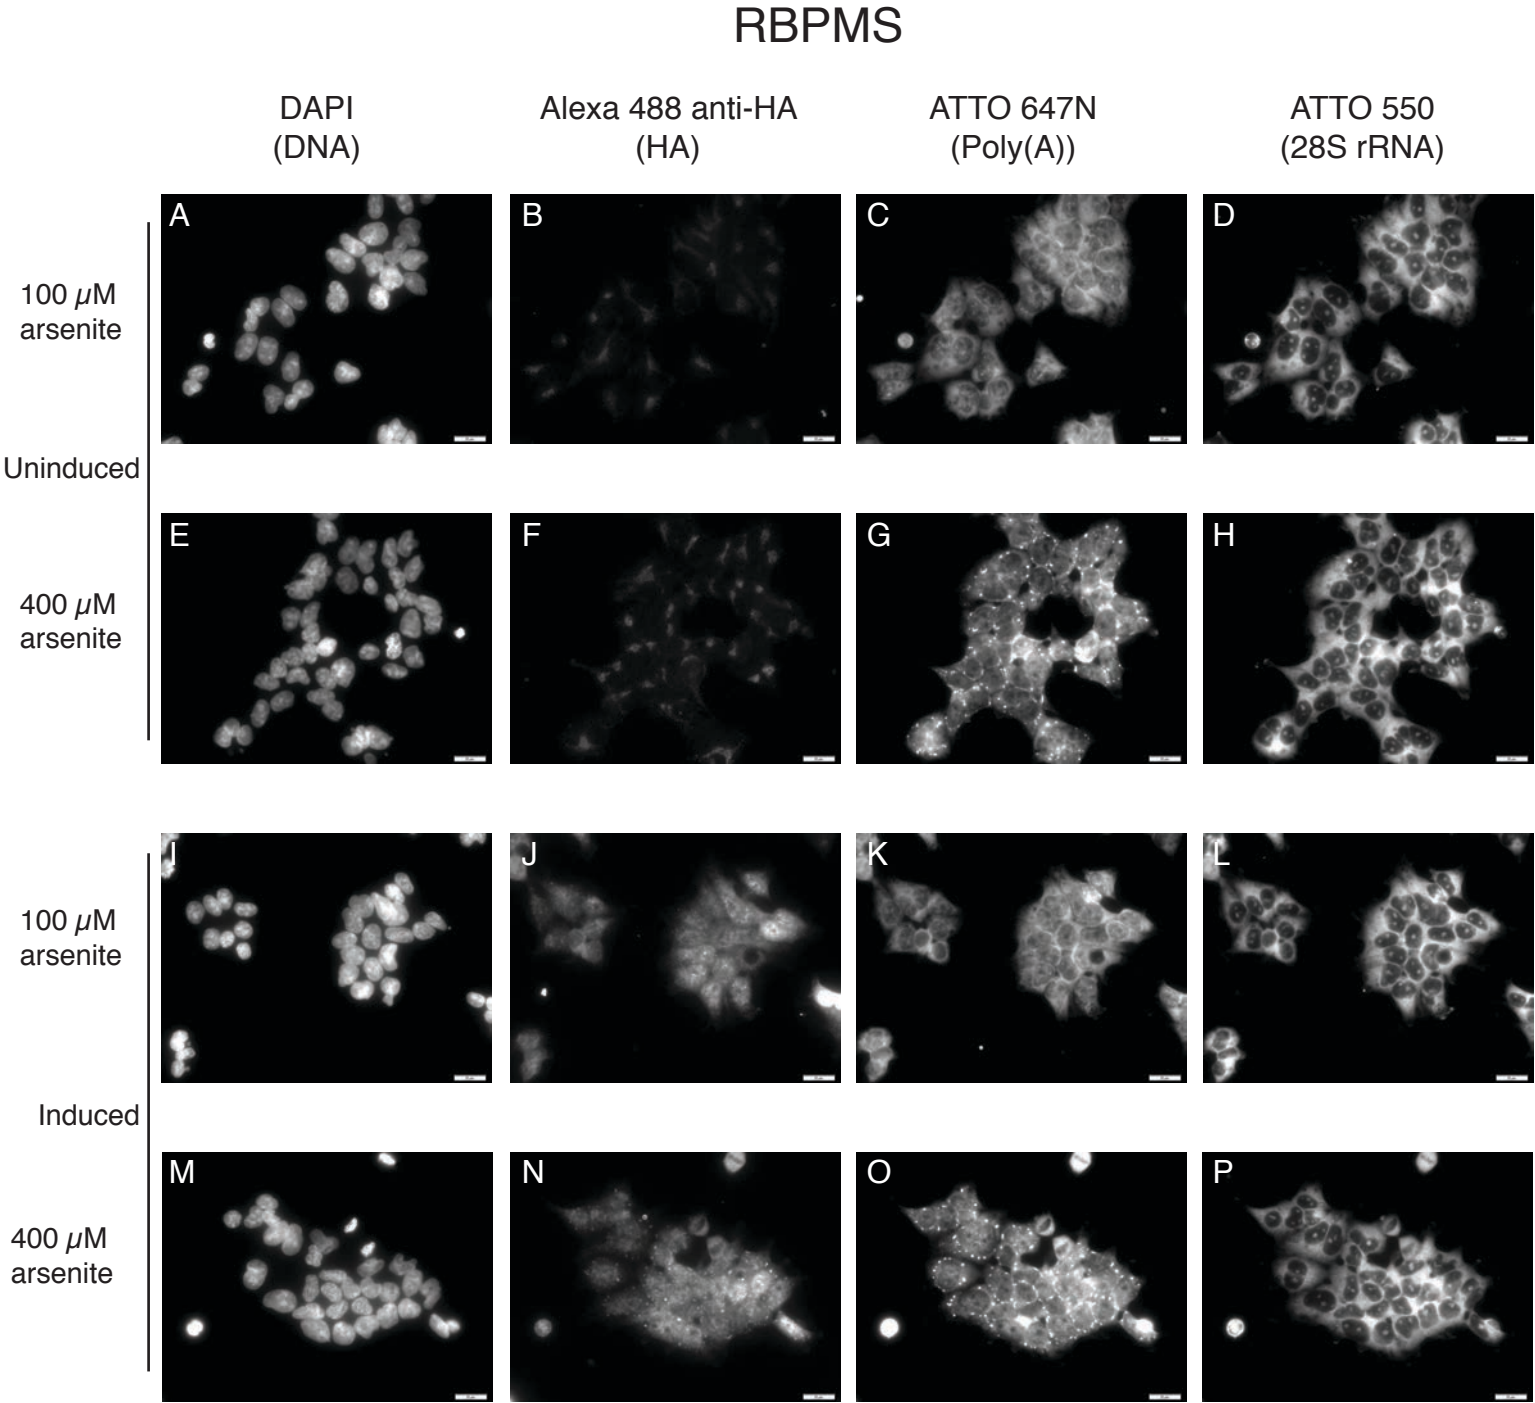 RBPMS
DAPI
(DNA)
Alexa 488 anti-HA
(HA)
ATTO 647N
(Poly(A))
ATTO 550
(28S rRNA)
100 µM
arsenite
A
B
C
D
Uninduced
400 µM
arsenite
E
F
G
H
100 µM
arsenite
I
J
K
L
Induced
400 µM
arsenite
M
N
O
P